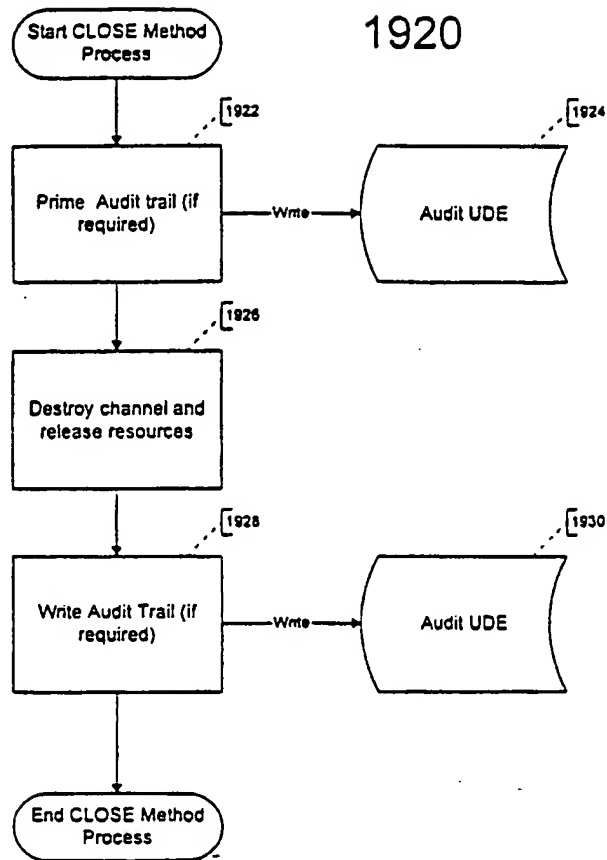 Start CLOSE Method
Process
1920
1922
1924
Prime Audit trail (if
required)
Write
Audit UDE
1926
Destroy channel and
release resources
1928
1930
Write Audit Trail (if
required)
Write
Audit UDE
End CLOSE Method
Process